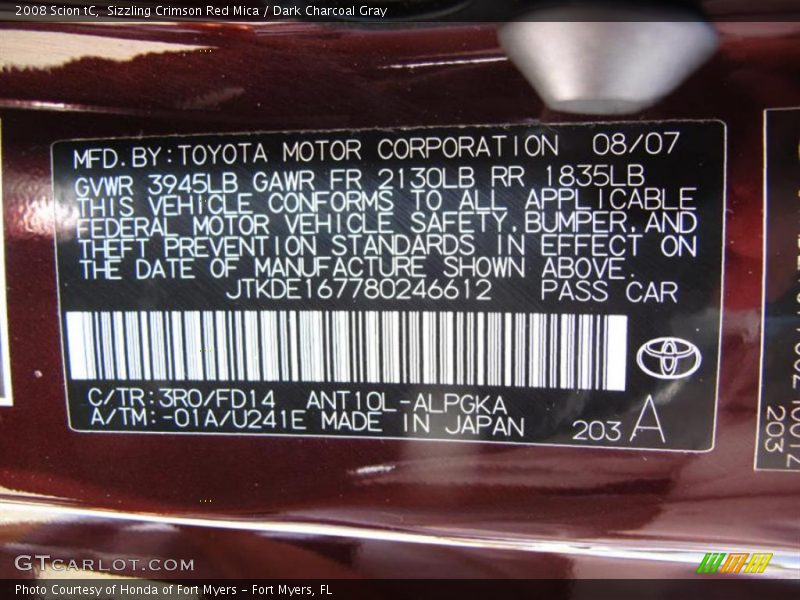 2008 Scion tC, Sizzling Crimson Red Mica / Dark Charcoal Gray
MFD.BY:TOYOTA MOTOR CORPORATION 08/07
GVWR 3945LB GAWR FR 2130LB RR 1835LB
THIS VEHICLE CONFORMS TO ALL APPLICABLE
FEDERAL MOTOR VEHICLE SAFETY,BUMPER,AND
THEFT PREVENTION STANDARDS IN EFFECT ON
THE DATE OF MANUFACTURE SHOWN ABOVE.
JTKDE167780246612 PASS CAR
C/TR:3R0/FD14 ANT10L-ALPGKA
A/TM:-01A/U241E MADE IN JAPAN
203 A
203
GTCARLOT.COM
Photo Courtesy of Honda of Fort Myers - Fort Myers, FL